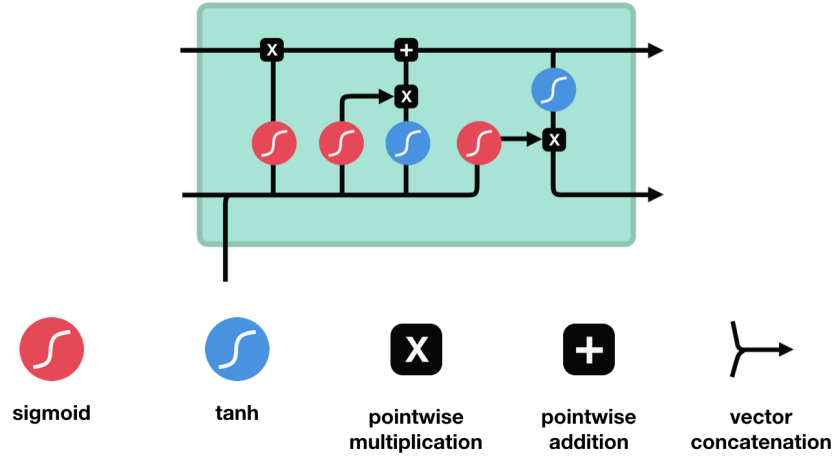 X
+
X
X
X
+
sigmoid
tanh
pointwise
multiplication
pointwise
addition
vector
concatenation